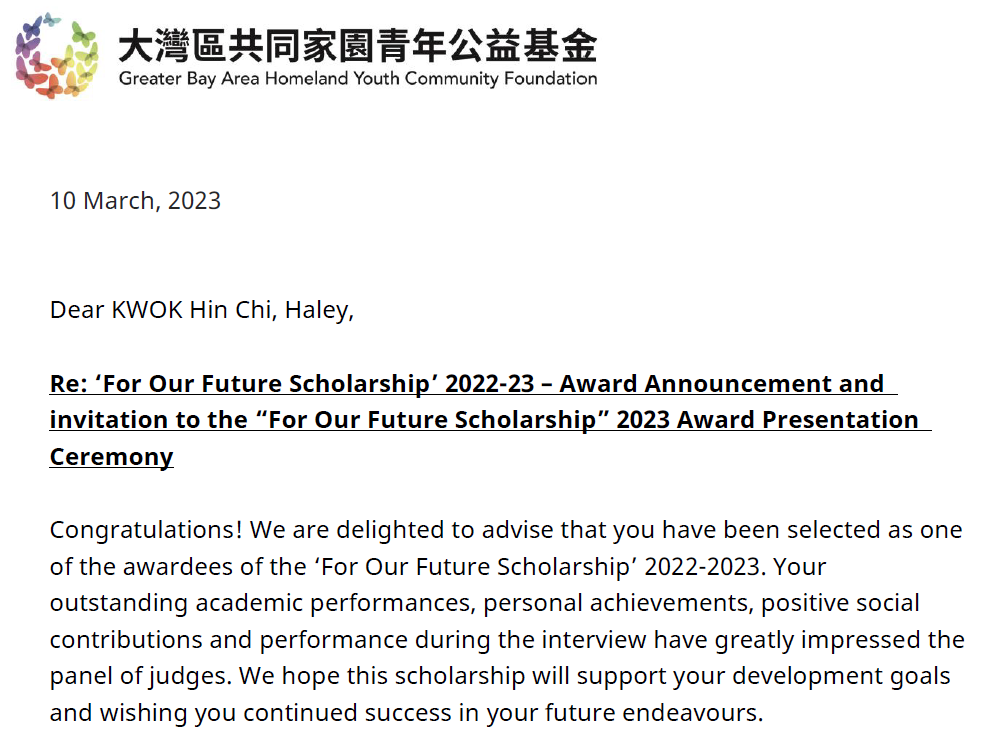 大灣區共同家園青年公益基金
Greater Bay Area Homeland Youth Community Foundation
10 March, 2023
Dear KWOK Hin Chi, Haley,
Re: ‘For Our Future Scholarship’ 2022-23 – Award Announcement and
invitation to the “For Our Future Scholarship” 2023 Award Presentation
Ceremony
Congratulations! We are delighted to advise that you have been selected as one
of the awardees of the ‘For Our Future Scholarship’ 2022-2023. Your
outstanding academic performances, personal achievements, positive social
contributions and performance during the interview have greatly impressed the
panel of judges. We hope this scholarship will support your development goals
and wishing you continued success in your future endeavours.